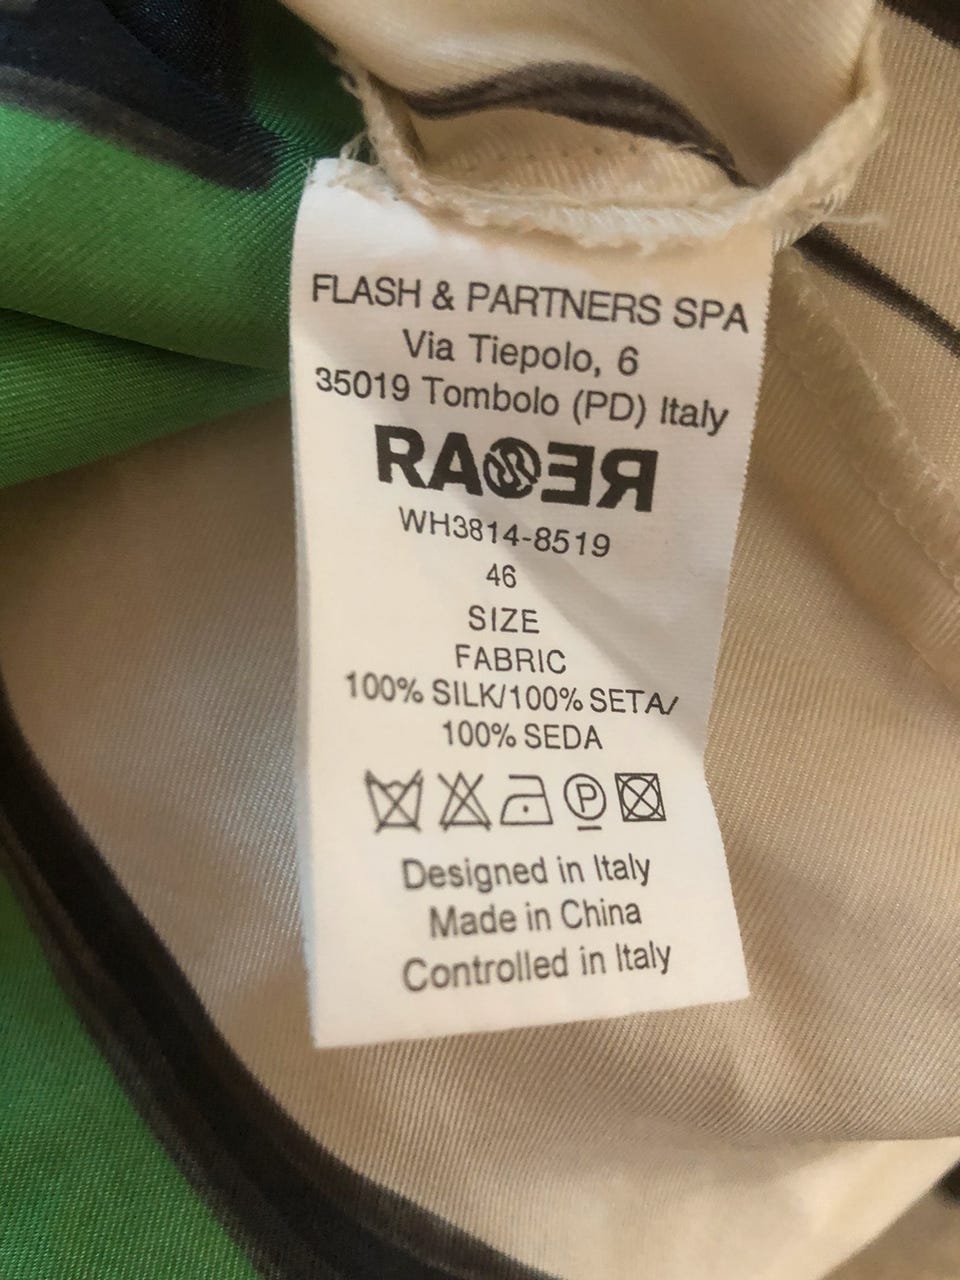 FLASH & PARTNERS SPA
Via Tiepolo, 6
35019 Tombolo (PD) Italy
WH3814-8519
46
SIZE
FABRIC
100% SILK/100% SETA/
100% SEDA
P
Designed in Italy
Made in China
Controlled in Italy